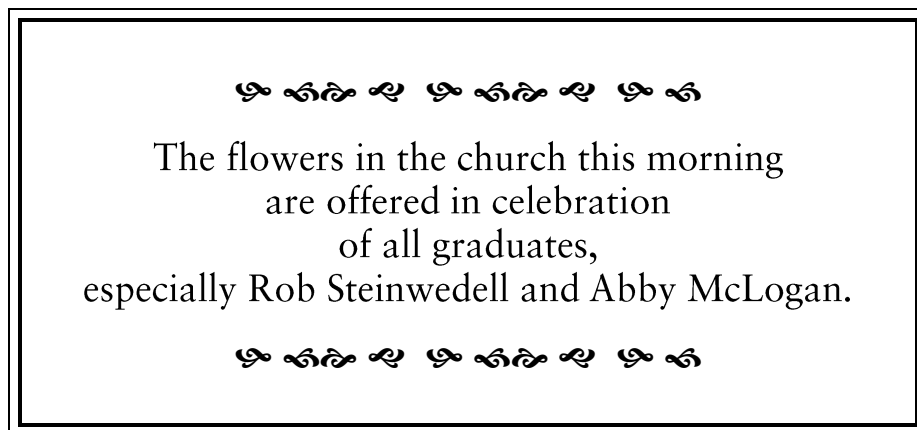 The flowers in the church this morning
are offered in celebration
of all graduates,
especially Rob Steinwedell and Abby McLogan.